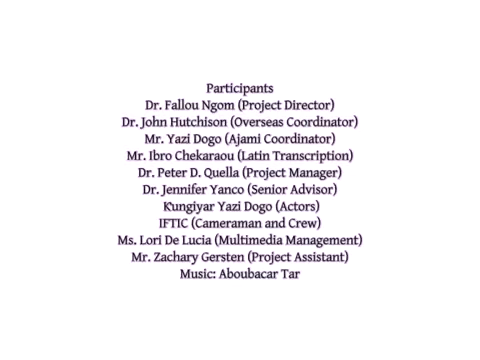 Participants
Dr. Fallou Ngom (Project Director)
Dr. John Hutchison (Overseas Coordinator)
Mr. Yazi Dogo (Ajami Coordinator)
Mr. Ibro Chekaraou (Latin Transcription)
Dr. Peter D. Quella (Project Manager)
Dr. Jennifer Yanco (Senior Advisor)
Ƙungiyar Yazi Dogo (Actors)
IFTIC (Cameraman and Crew)
Ms. Lori De Lucia (Multimedia Management)
Mr. Zachary Gersten (Project Assistant)
Music: Aboubacar Tar